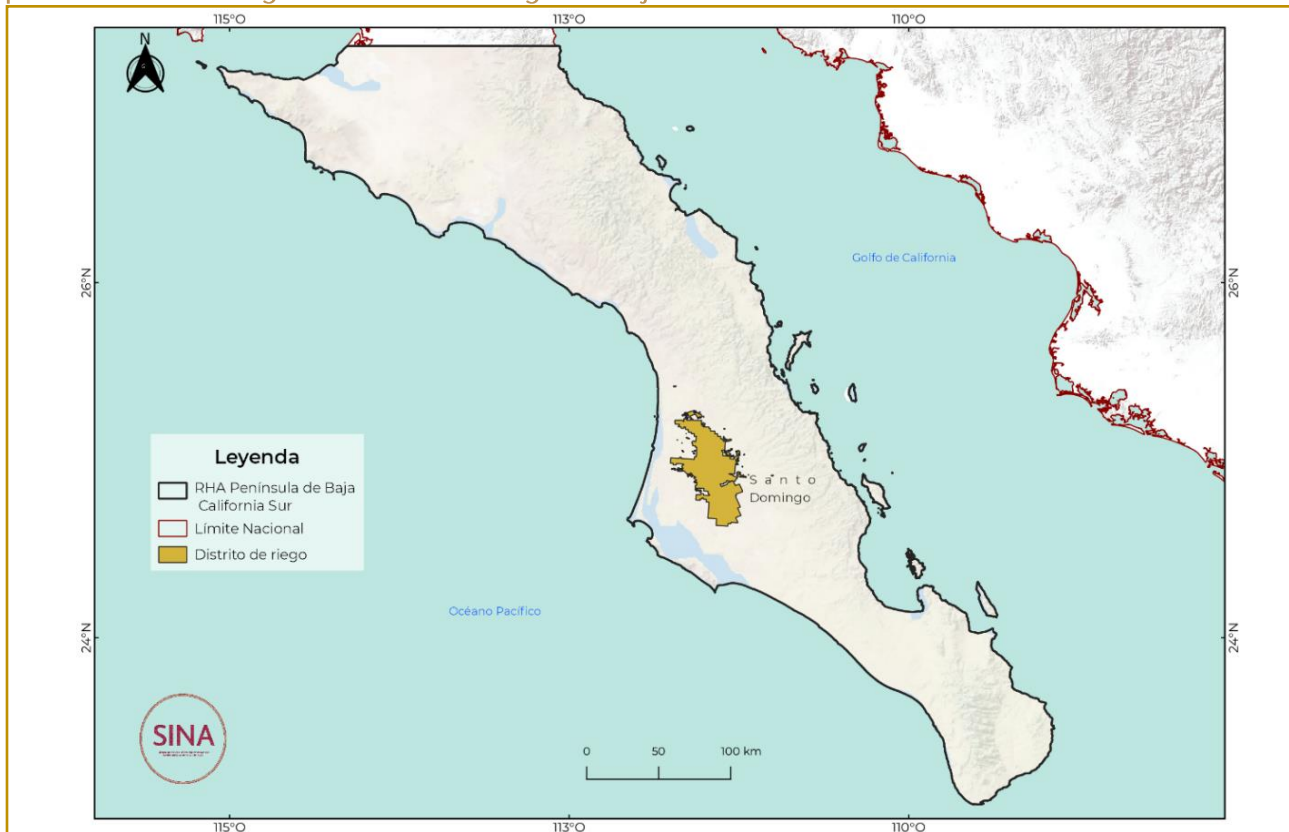 115°O
113°O
110°O
N
26°N
26°N
Golfo de California
Santo
Domingo
Leyenda
RHA Península de Baja
California Sur
Límite Nacional
Distrito de riego
Océano Pacífico
24°N
24°N
SINA
0 50 100 km
115°O
113°O
110°O